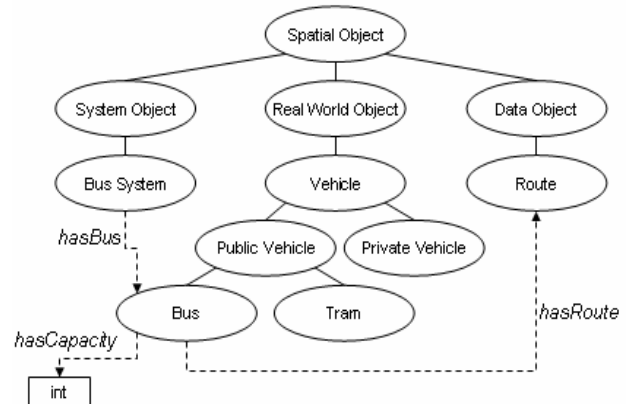 Spatial Object
System Object
Real World Object
Data Object
Bus System
Vehicle
Route
hasBus
Public Vehicle
Private Vehicle
Bus
Tram
hasRoute
hasCapacity
int